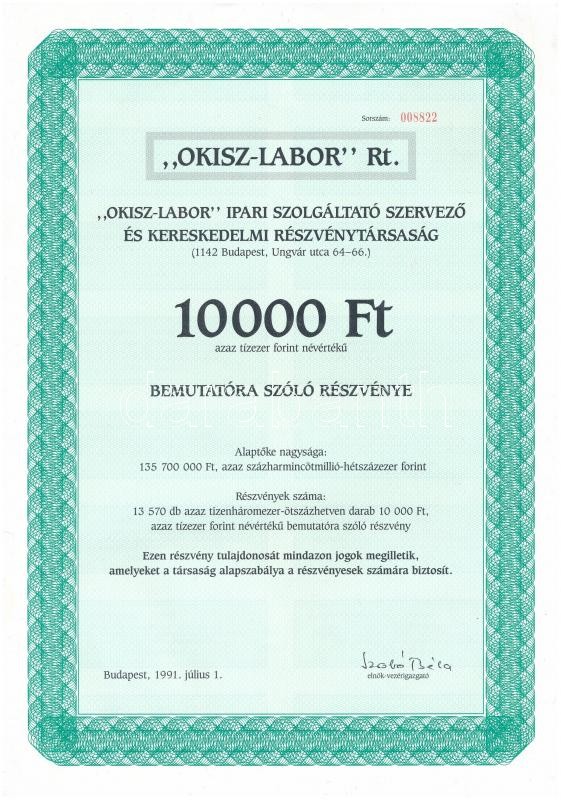 Sorszám: 008822
„OKISZ-LABOR’’ Rt.
„OKISZ-LABOR’’ IPARI SZOLGÁLTATÓ SZERVEZŐ
ÉS KERESKEDELMI RÉSZVÉNYTÁRSASÁG
(1142 Budapest, Ungvár utca 64–66.)
10000 Ft
azaz tízezer forint névértékű
BEMUTATÓRA SZÓLÓ RÉSZVÉNYE
darabanth
Alaptőke nagysága:
135 700 000 Ft, azaz százharmincötmillió-hétszázezer forint
Részvények száma:
13 570 db azaz tizenháromezer-ötszázhetven darab 10 000 Ft,
azaz tízezer forint névértékű bemutatóra szóló részvény
Ezen részvény tulajdonosát mindazon jogok megilletik,
amelyeket a társaság alapszabálya a részvényesek számára biztosít.
Szabó Béla
Budapest, 1991. július 1.
elnök-vezérigazgató